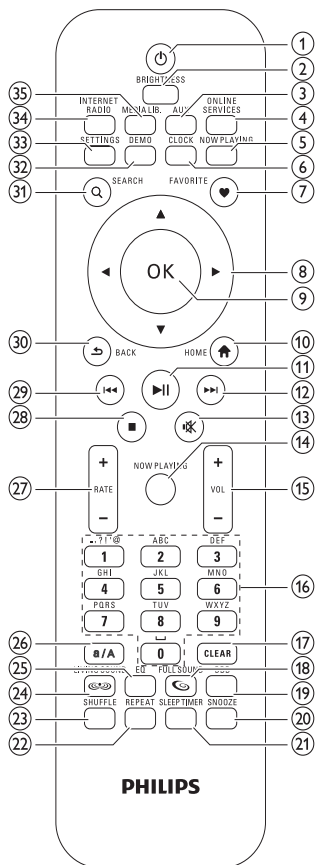 1
BRIGHTNESS
2
35
INTERNET RADIO
MEDIA LIB.
AUX
ONLINE SERVICES
3
34
4
33
SETTINGS
DEMO
CLOCK
NOW PLAYING
5
32
6
31
SEARCH
FAVORITE
7
8
OK
9
30
BACK
HOME
10
11
29
12
28
13
NOW PLAYING
14
+
+
27
RATE
VOL
15
–
–
.,?!'@
ABC
DEF
1
2
3
GHI
JKL
MNO
16
4
5
6
PQRS
TUV
WXYZ
7
8
9
26
17
a/A
0
CLEAR
25
LIVING SOUND
EQ
FULL SOUND
18
24
19
SHUFFLE
REPEAT
SLEEP TIMER
SNOOZE
23
20
22
21
PHILIPS